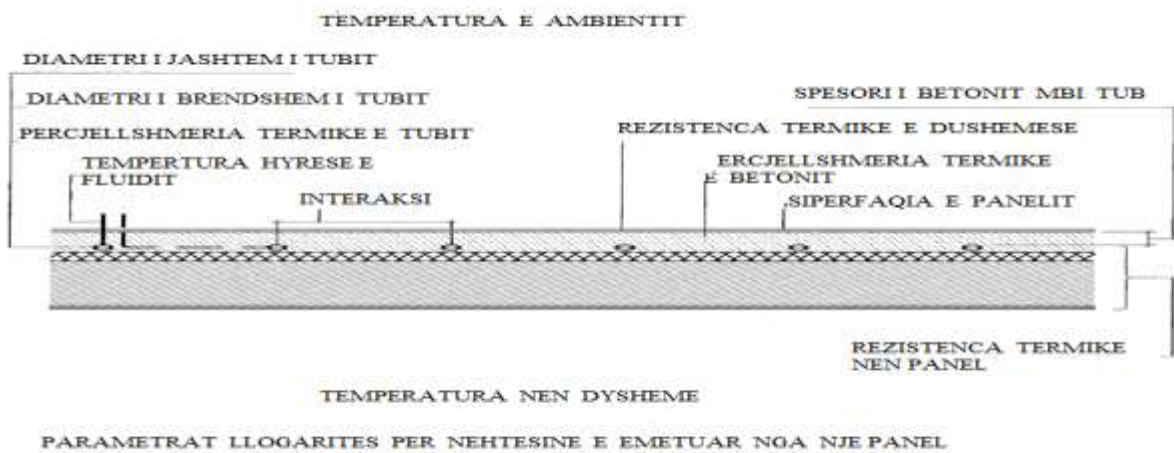 TEMPERATURA E AMBIENTIT
DIAMETRI I JASHTEM I TUBIT
DIAMETRI I BRENDSHEM I TUBIT
PERCJELLSHMERIA TERMIKE E TUBIT
TEMPERTURA HYRESE E
FLUIDIT
INTERAKSI
SPESORI I BETONIT MBI TUB
REZISTENCA TERMIKE E DUSHEMESE
ERCJELLSHMERIA TERMIKE
E BETONIT
SIPERFAQIA E PANELIT
REZISTENCA TERMIKE
NEN PANEL
TEMPERATURA NEN DYSHEME
PARAMETRAT LLOGARITES PER NEHTESINE E EMETUAR NGA NJE PANEL